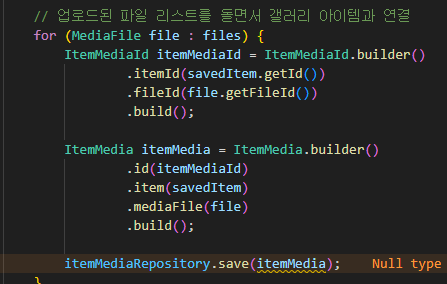 // 업로드된 파일 리스트를 돌면서 갤러리 아이템과 연결
for (MediaFile file : files) {
ItemMediaId itemMediaId = ItemMediaId.builder()
.itemId(savedItem.getId())
.fileId(file.getFileId())
.build();
ItemMedia itemMedia = ItemMedia.builder()
.id(itemMediaId)
.item(savedItem)
.mediaFile(file)
.build();
itemMediaRepository.save(itemMedia); Null type
}